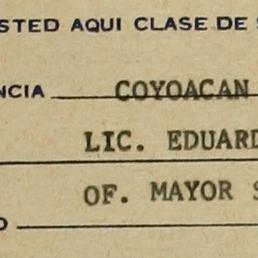 STED AQUI CLASE DE S
NCIA COYOACAN
LIC. EDUARD
OF. MAYOR S
O